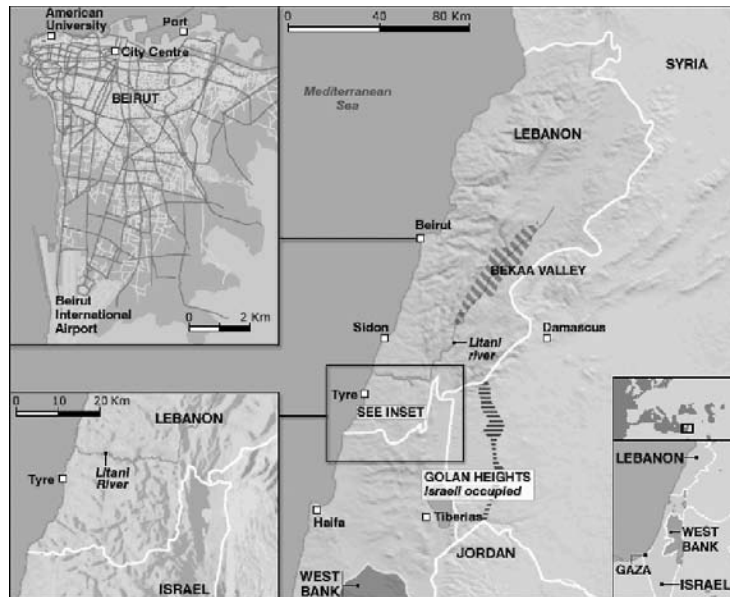 American
University
Port
City Centre
BEIRUT
Beirut
International
Airport
0 2 Km
0 40 80 Km
Mediterranean
Sea
SYRIA
LEBANON
Beirut
BEKAA VALLEY
Sidon
Litani
river
Damascus
Tyre
SEE INSET
GOLAN HEIGHTS
Israeli occupied
Haifa
Tiberias
JORDAN
WEST
BANK
0 10 20 Km
LEBANON
Tyre
Litani
River
ISRAEL
LEBANON
WEST
BANK
GAZA
ISRAEL